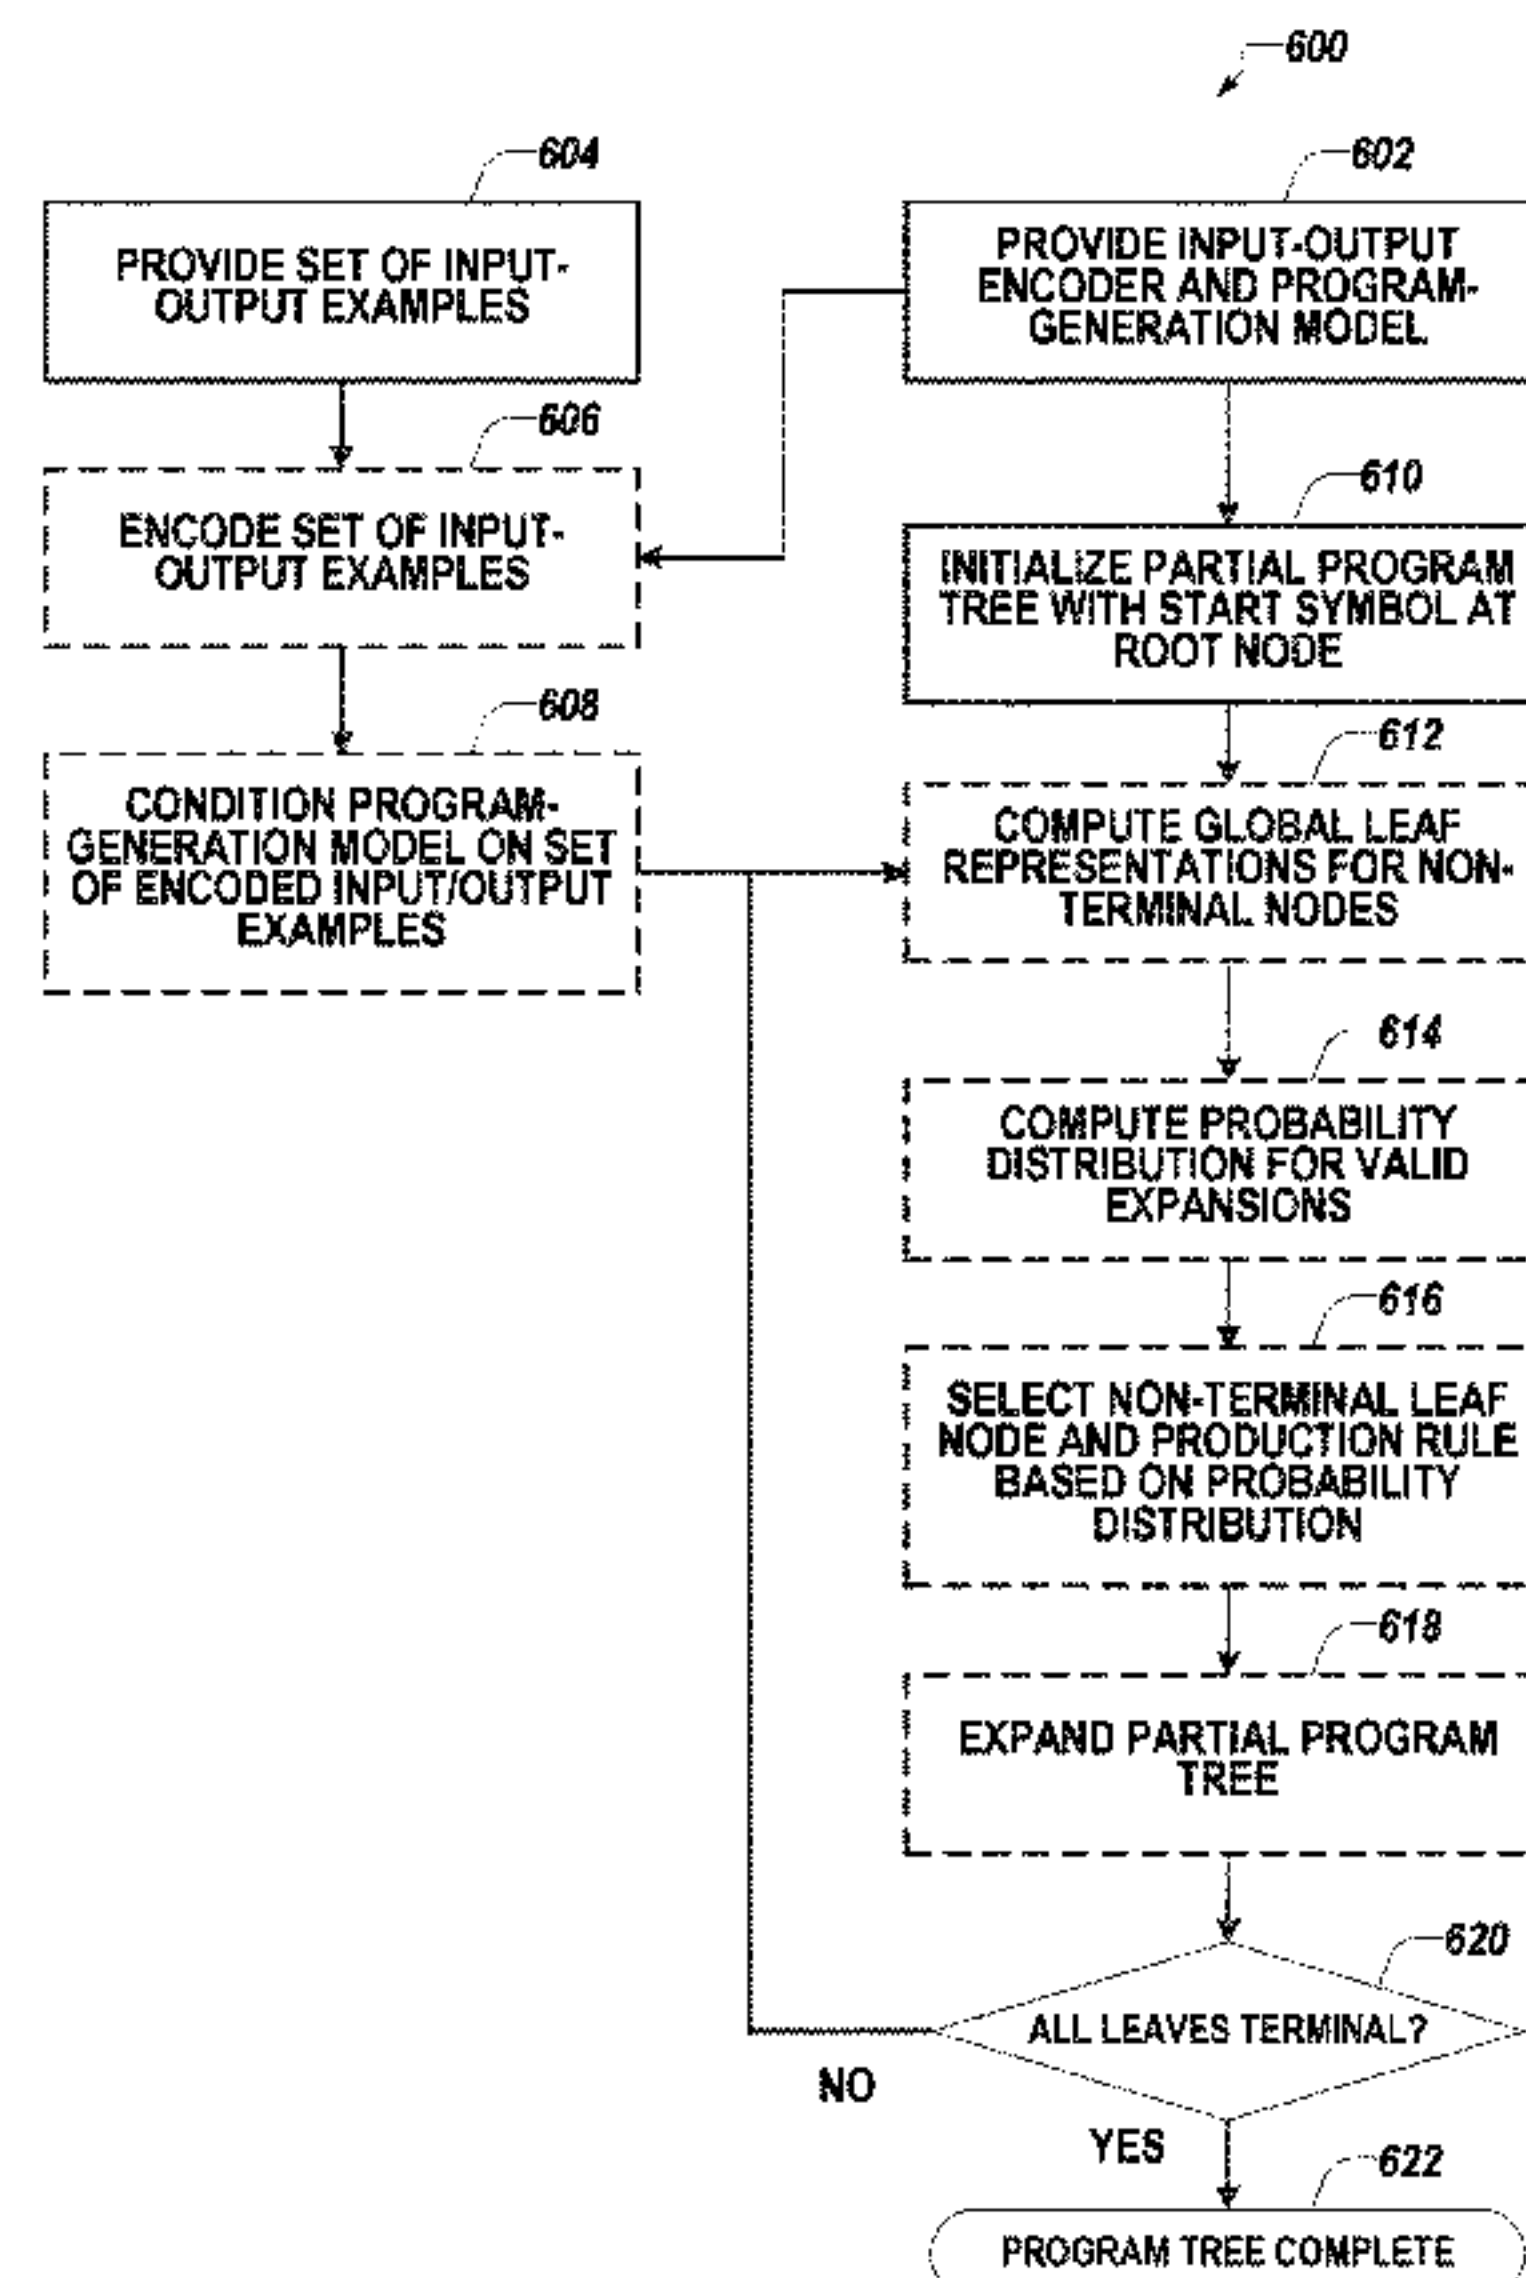 600
604
PROVIDE SET OF INPUT-
OUTPUT EXAMPLES
602
PROVIDE INPUT-OUTPUT
ENCODER AND PROGRAM-
GENERATION MODEL
606
ENCODE SET OF INPUT-
OUTPUT EXAMPLES
610
INITIALIZE PARTIAL PROGRAM
TREE WITH START SYMBOL AT
ROOT NODE
608
CONDITION PROGRAM-
GENERATION MODEL ON SET
OF ENCODED INPUT/OUTPUT
EXAMPLES
612
COMPUTE GLOBAL LEAF
REPRESENTATIONS FOR NON-
TERMINAL NODES
614
COMPUTE PROBABILITY
DISTRIBUTION FOR VALID
EXPANSIONS
616
SELECT NON-TERMINAL LEAF
NODE AND PRODUCTION RULE
BASED ON PROBABILITY
DISTRIBUTION
618
EXPAND PARTIAL PROGRAM
TREE
620
ALL LEAVES TERMINAL?
NO
YES
622
PROGRAM TREE COMPLETE